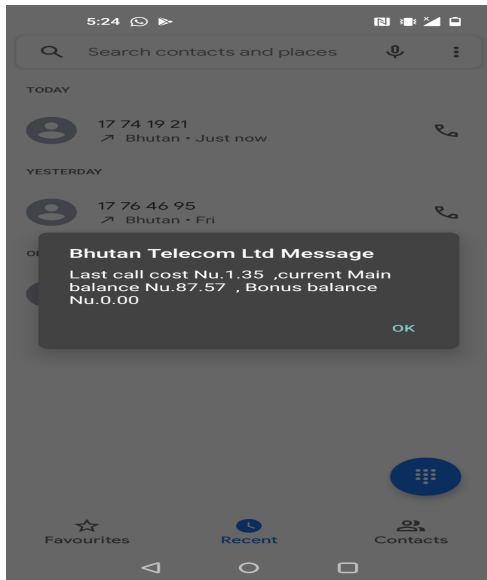 5:24
Search contacts and places
TODAY
17 74 19 21
Bhutan • Just now
YESTERDAY
17 76 46 95
Bhutan • Fri
Bhutan Telecom Ltd Message
Last call cost Nu.1.35 ,current Main
balance Nu.87.57 , Bonus balance
Nu.0.00
OK
Favourites
Recent
Contacts